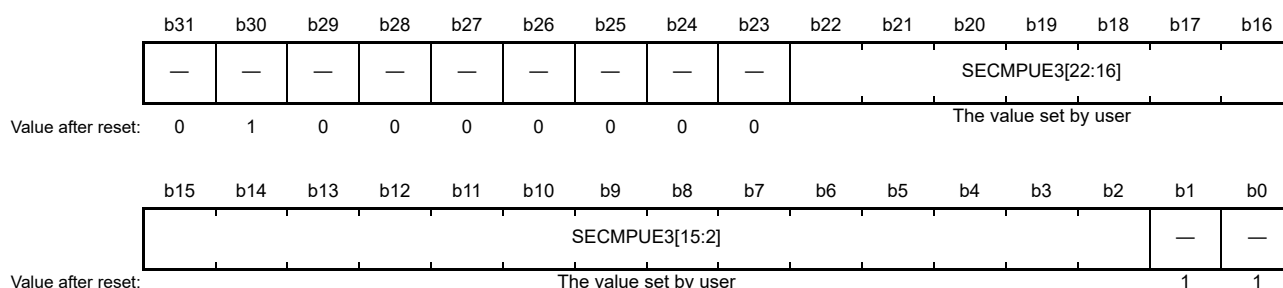 b31 b30 b29 b28 b27 b26 b25 b24 b23 b22 b21 b20 b19 b18 b17 b16
— — — — — — — — — SECMPUE3[22:16]
Value after reset: 0 1 0 0 0 0 0 0 0 The value set by user
b15 b14 b13 b12 b11 b10 b9 b8 b7 b6 b5 b4 b3 b2 b1 b0
SECMPUE3[15:2] — —
Value after reset: The value set by user 1 1